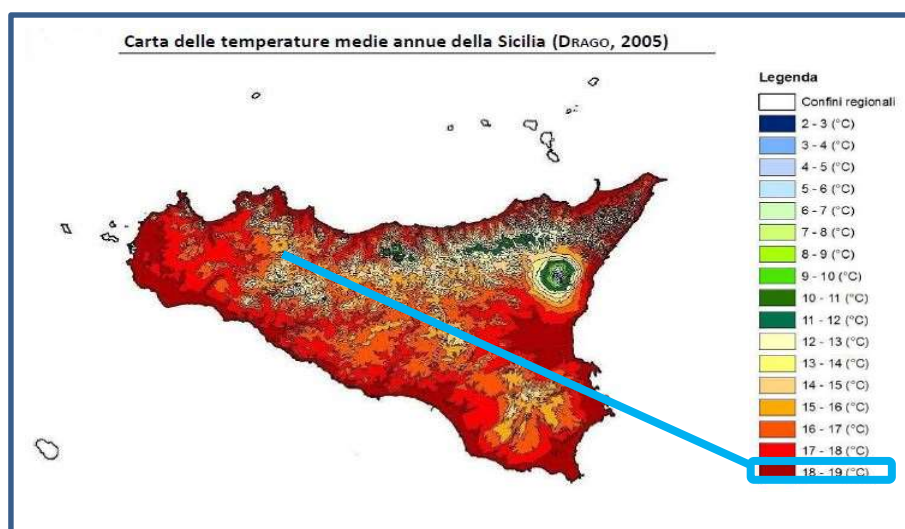 Carta delle temperature medie annue della Sicilia (DRAGO, 2005)
Legenda
Confini regionali
2 - 3 (°C)
3 - 4 (°C)
4 - 5 (°C)
5 - 6 (°C)
6 - 7 (°C)
7 - 8 (°C)
8 - 9 (°C)
9 - 10 (°C)
10 - 11 (°C)
11 - 12 (°C)
12 - 13 (°C)
13 - 14 (°C)
14 - 15 (°C)
15 - 16 (°C)
16 - 17 (°C)
17 - 18 (°C)
18 - 19 (°C)